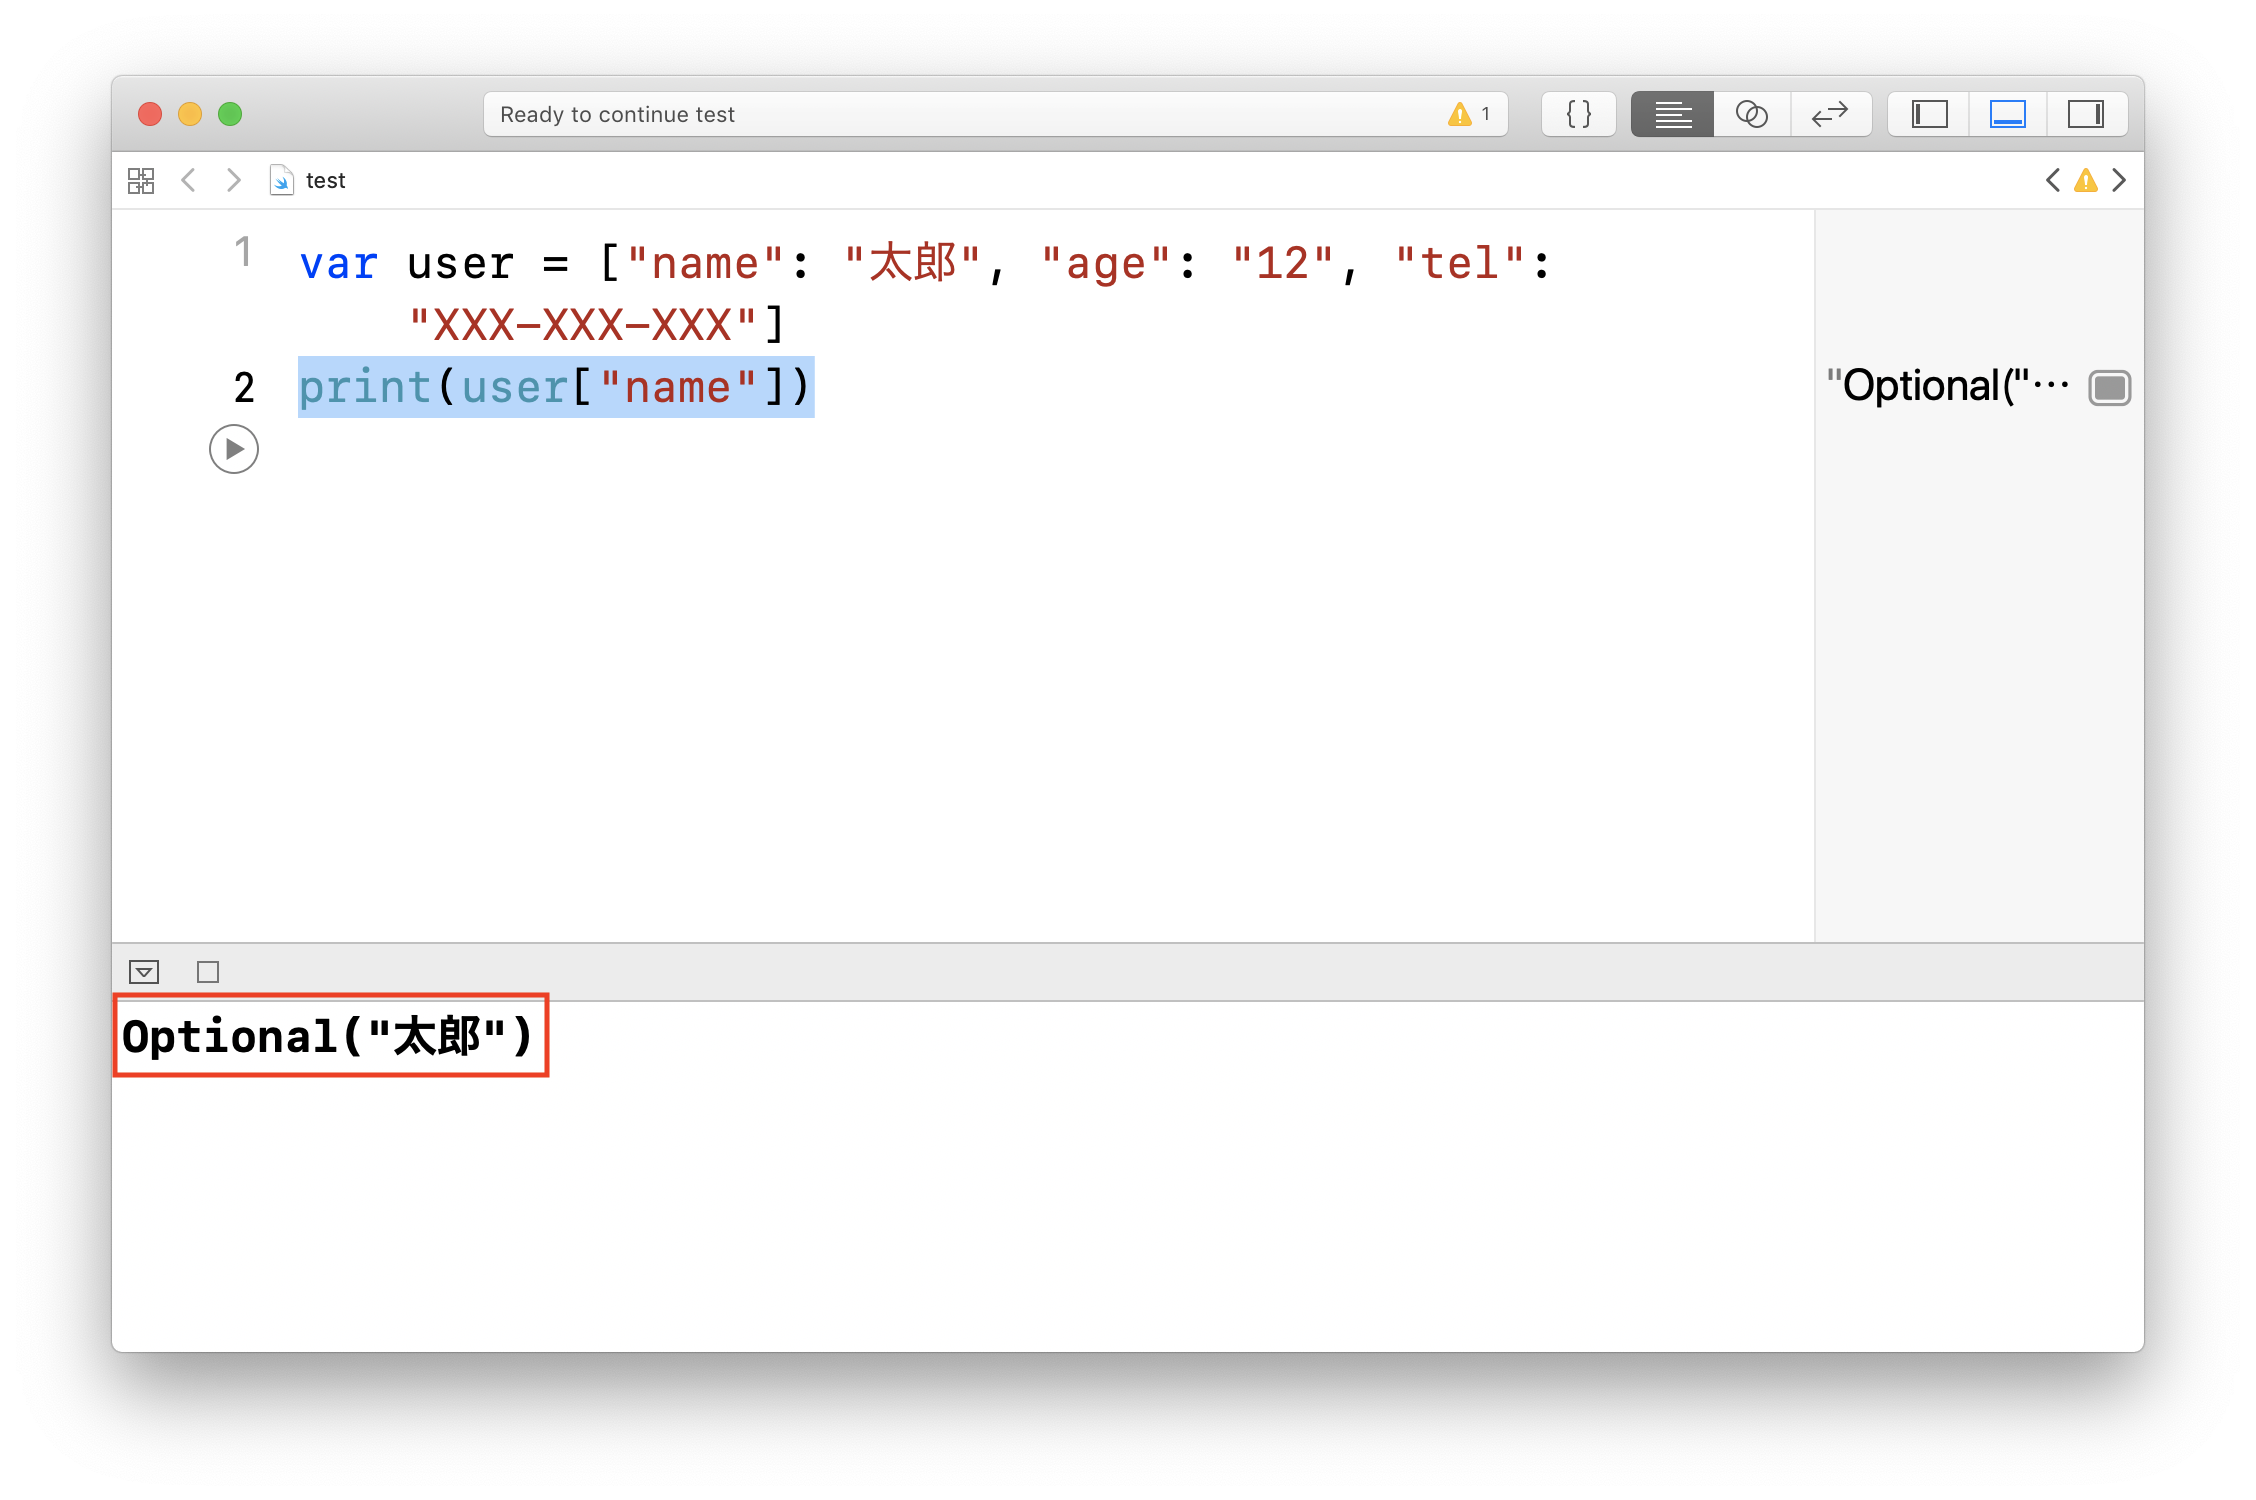 Ready to continue test 1
test
1 var user = ["name": "太郎", "age": "12", "tel":
"XXX-XXX-XXX"]
2 print(user["name"])
"Optional("⋯
Optional("太郎")